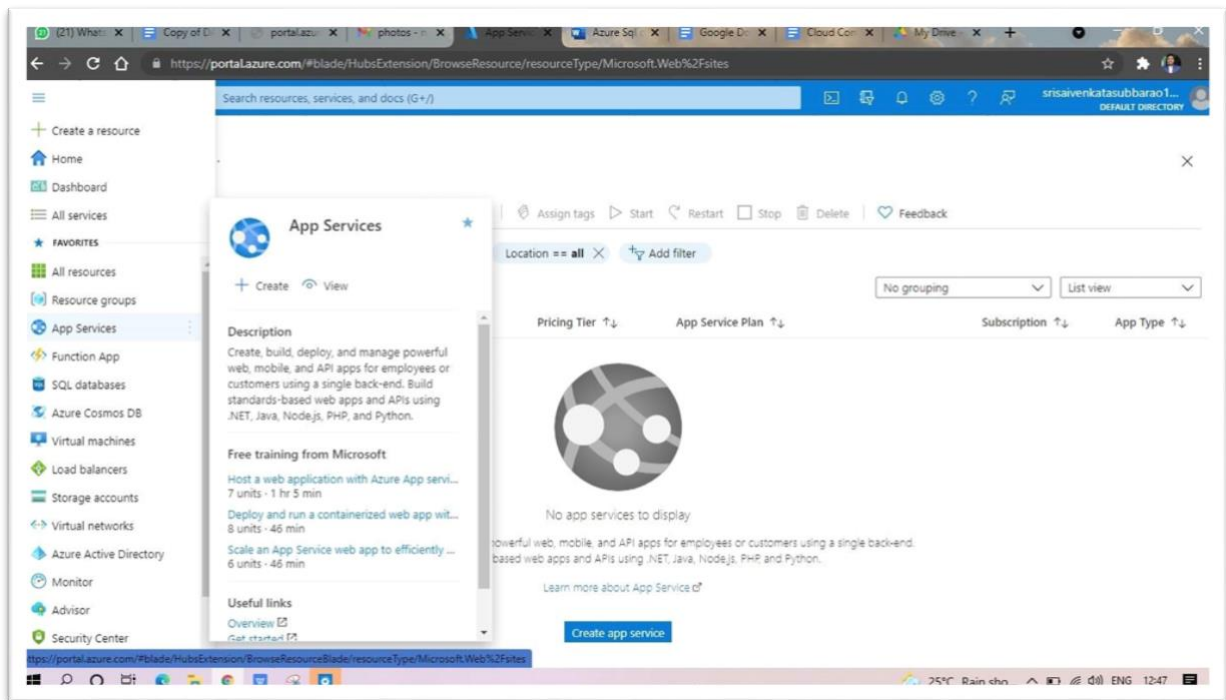 (21) What
Copy of D
portal.azu
photos - n
App Servi
Azure Sql c
Google Do
Cloud Com
My Drive -
https://portal.azure.com/#blade/HubsExtension/BrowseResource/resourceType/Microsoft.Web%2Fsites
Search resources, services, and docs (G+/)
srisaivenkatasubbarao1...
DEFAULT DIRECTORY
Create a resource
Home
Dashboard
All services
FAVORITES
All resources
Resource groups
App Services
Function App
SQL databases
Azure Cosmos DB
Virtual machines
Load balancers
Storage accounts
Virtual networks
Azure Active Directory
Monitor
Advisor
Security Center
App Services
Create View
Description
Create, build, deploy, and manage powerful
web, mobile, and API apps for employees or
customers using a single back-end. Build
standards-based web apps and APIs using
.NET, Java, Node.js, PHP, and Python.
Free training from Microsoft
Host a web application with Azure App servi...
7 units · 1 hr 5 min
Deploy and run a containerized web app wit...
8 units · 46 min
Scale an App Service web app to efficiently ...
6 units · 46 min
Useful links
Overview
Get started
Assign tags Start Restart Stop Delete Feedback
Location == all Add filter
No grouping List view
Pricing Tier App Service Plan Subscription App Type
No app services to display
powerful web, mobile, and API apps for employees or customers using a single back-end.
based web apps and APIs using .NET, Java, Node.js, PHP, and Python.
Learn more about App Service
Create app service
https://portal.azure.com/#blade/HubsExtension/BrowseResourceBlade/resourceType/Microsoft.Web%2Fsites
25°C Rain sho... ENG 12:47